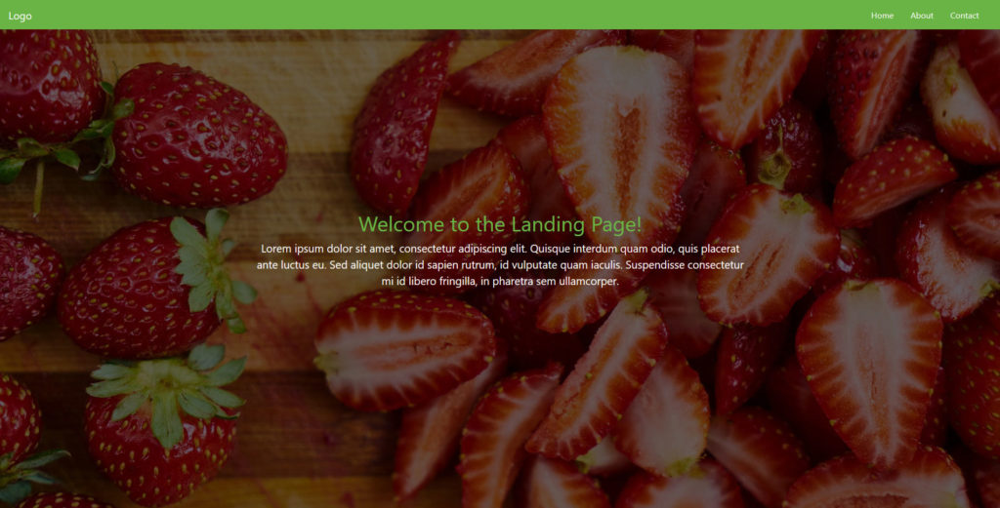 Logo
Home About Contact
Welcome to the Landing Page!
Lorem ipsum dolor sit amet, consectetur adipiscing elit. Quisque interdum quam odio, quis placerat
ante luctus eu. Sed aliquet dolor id sapien rutrum, id vulputate quam iaculis. Suspendisse consectetur
mi id libero fringilla, in pharetra sem ullamcorper.